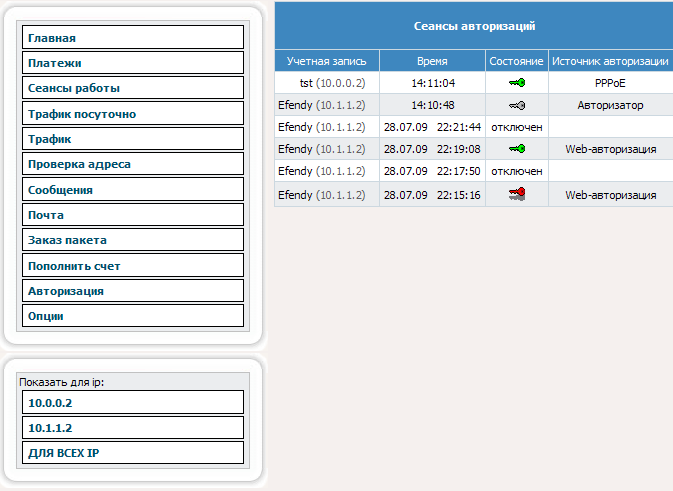 Главная
Платежи
Сеансы работы
Трафик посуточно
Трафик
Проверка адреса
Сообщения
Почта
Заказ пакета
Пополнить счет
Авторизация
Опции
Показать для ip:
10.0.0.2
10.1.1.2
ДЛЯ ВСЕХ IP
Сеансы авторизаций
Учетная запись Время Состояние Источник авторизации
tst (10.0.0.2) 14:11:04 PPPoE
Efendy (10.1.1.2) 14:10:48 Авторизатор
Efendy (10.1.1.2) 28.07.09 22:21:44 отключен
Efendy (10.1.1.2) 28.07.09 22:19:08 Web-авторизация
Efendy (10.1.1.2) 28.07.09 22:17:50 отключен
Efendy (10.1.1.2) 28.07.09 22:15:16 Web-авторизация